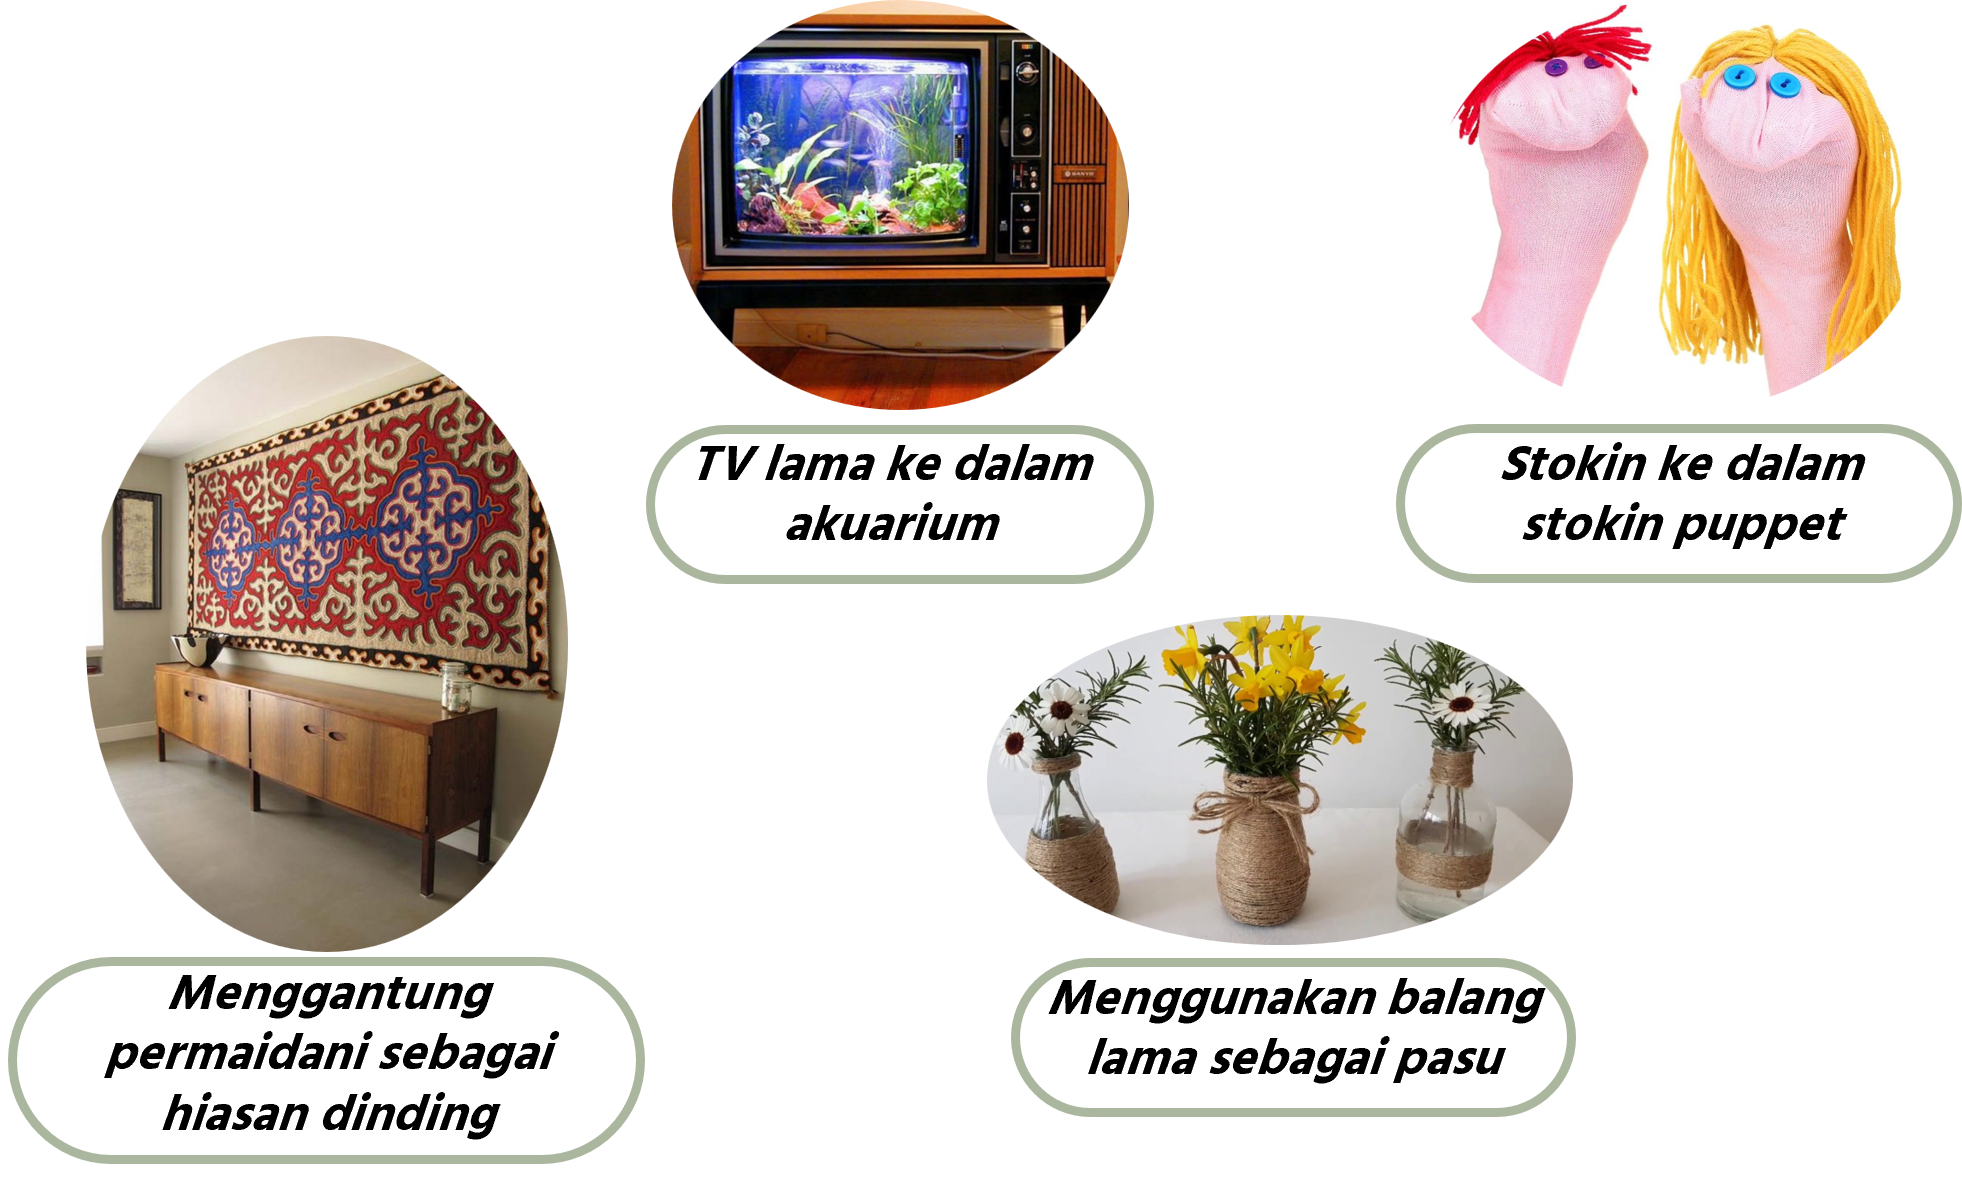 SANYO
TV lama ke dalam
akuarium
Stokin ke dalam
stokin puppet
Menggantung
permaidani sebagai
hiasan dinding
Menggunakan balang
lama sebagai pasu